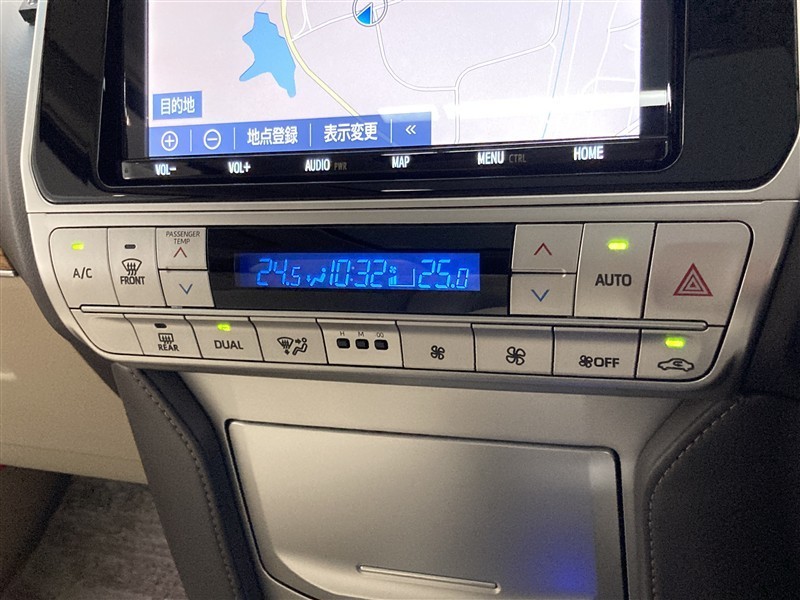 目的地
地点登録 表示変更 «
VOL− VOL+ AUDIO PWR MAP MENU CTRL HOME
PASSENGER
TEMP
A/C FRONT AUTO
24.5 10:32 25.0
REAR DUAL H M OFF